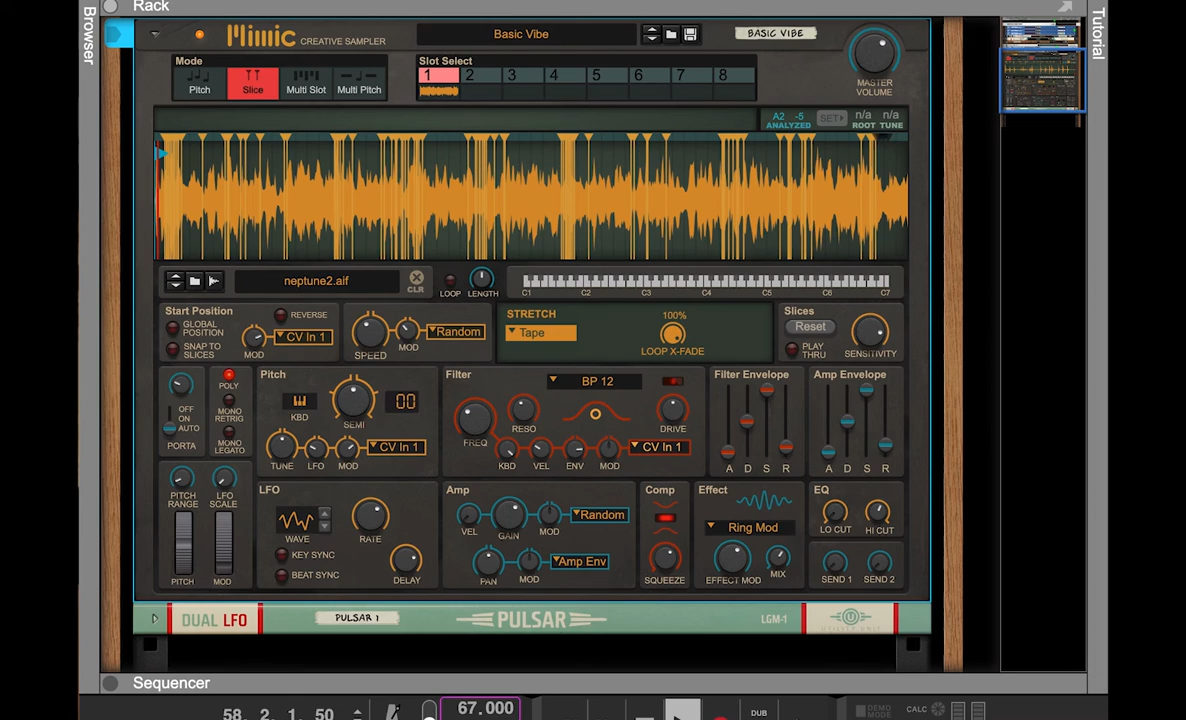 Rack
Browser
Tutorial
Mimic CREATIVE SAMPLER
Basic Vibe
BASIC VIBE
MASTER VOLUME
Mode
Pitch Slice Multi Slot Multi Pitch
Slot Select
1 2 3 4 5 6 7 8
A2 -5 SET n/a n/a
ANALYZED ROOT TUNE
neptune2.aif
CLR LOOP LENGTH
C1 C2 C3 C4 C5 C6 C7
Start Position
GLOBAL POSITION
SNAP TO SLICES
REVERSE
MOD CV In 1
SPEED MOD Random
STRETCH
Tape
100%
LOOP X-FADE
Slices
Reset
PLAY THRU
SENSITIVITY
OFF
ON
AUTO
PORTA
POLY
MONO RETRIG
MONO LEGATO
Pitch
KBD SEMI 00
TUNE LFO MOD CV In 1
Filter
BP 12
FREQ RESO DRIVE
KBD VEL ENV MOD CV In 1
Filter Envelope
A D S R
Amp Envelope
A D S R
PITCH RANGE
LFO SCALE
PITCH MOD
LFO
WAVE RATE
KEY SYNC
BEAT SYNC
DELAY
Amp
VEL GAIN MOD Random
PAN MOD Amp Env
Comp
SQUEEZE
Effect
Ring Mod
EFFECT MOD MIX
EQ
LO CUT HI CUT
SEND 1 SEND 2
DUAL LFO
PULSAR 1
PULSAR
LGM-1
Sequencer
58. 2. 1. 50
67.000
DUB
DEMO MODE
CALC